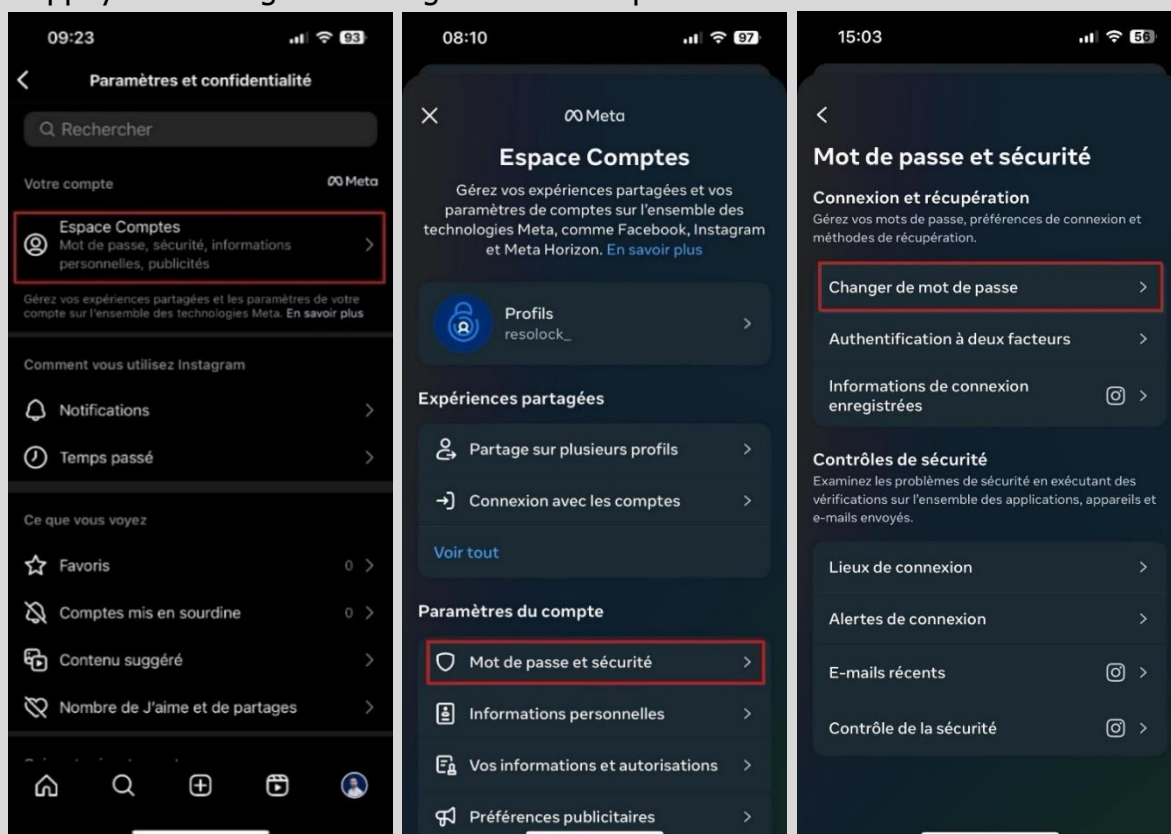 09:23
93
Paramètres et confidentialité
Rechercher
Votre compte
Meta
Espace Comptes
Mot de passe, sécurité, informations
personnelles, publicités
Gérez vos expériences partagées et les paramètres de votre
compte sur l'ensemble des technologies Meta. En savoir plus
Comment vous utilisez Instagram
Notifications
Temps passé
Ce que vous voyez
Favoris
0
Comptes mis en sourdine
0
Contenu suggéré
Nombre de J'aime et de partages
08:10
97
Meta
Espace Comptes
Gérez vos expériences partagées et vos
paramètres de comptes sur l'ensemble des
technologies Meta, comme Facebook, Instagram
et Meta Horizon. En savoir plus
Profils
resolock_
Expériences partagées
Partage sur plusieurs profils
Connexion avec les comptes
Voir tout
Paramètres du compte
Mot de passe et sécurité
Informations personnelles
Vos informations et autorisations
Préférences publicitaires
15:03
56
Mot de passe et sécurité
Connexion et récupération
Gérez vos mots de passe, préférences de connexion et
méthodes de récupération.
Changer de mot de passe
Authentification à deux facteurs
Informations de connexion
enregistrées
Contrôles de sécurité
Examinez les problèmes de sécurité en exécutant des
vérifications sur l'ensemble des applications, appareils et
e-mails envoyés.
Lieux de connexion
Alertes de connexion
E-mails récents
Contrôle de la sécurité